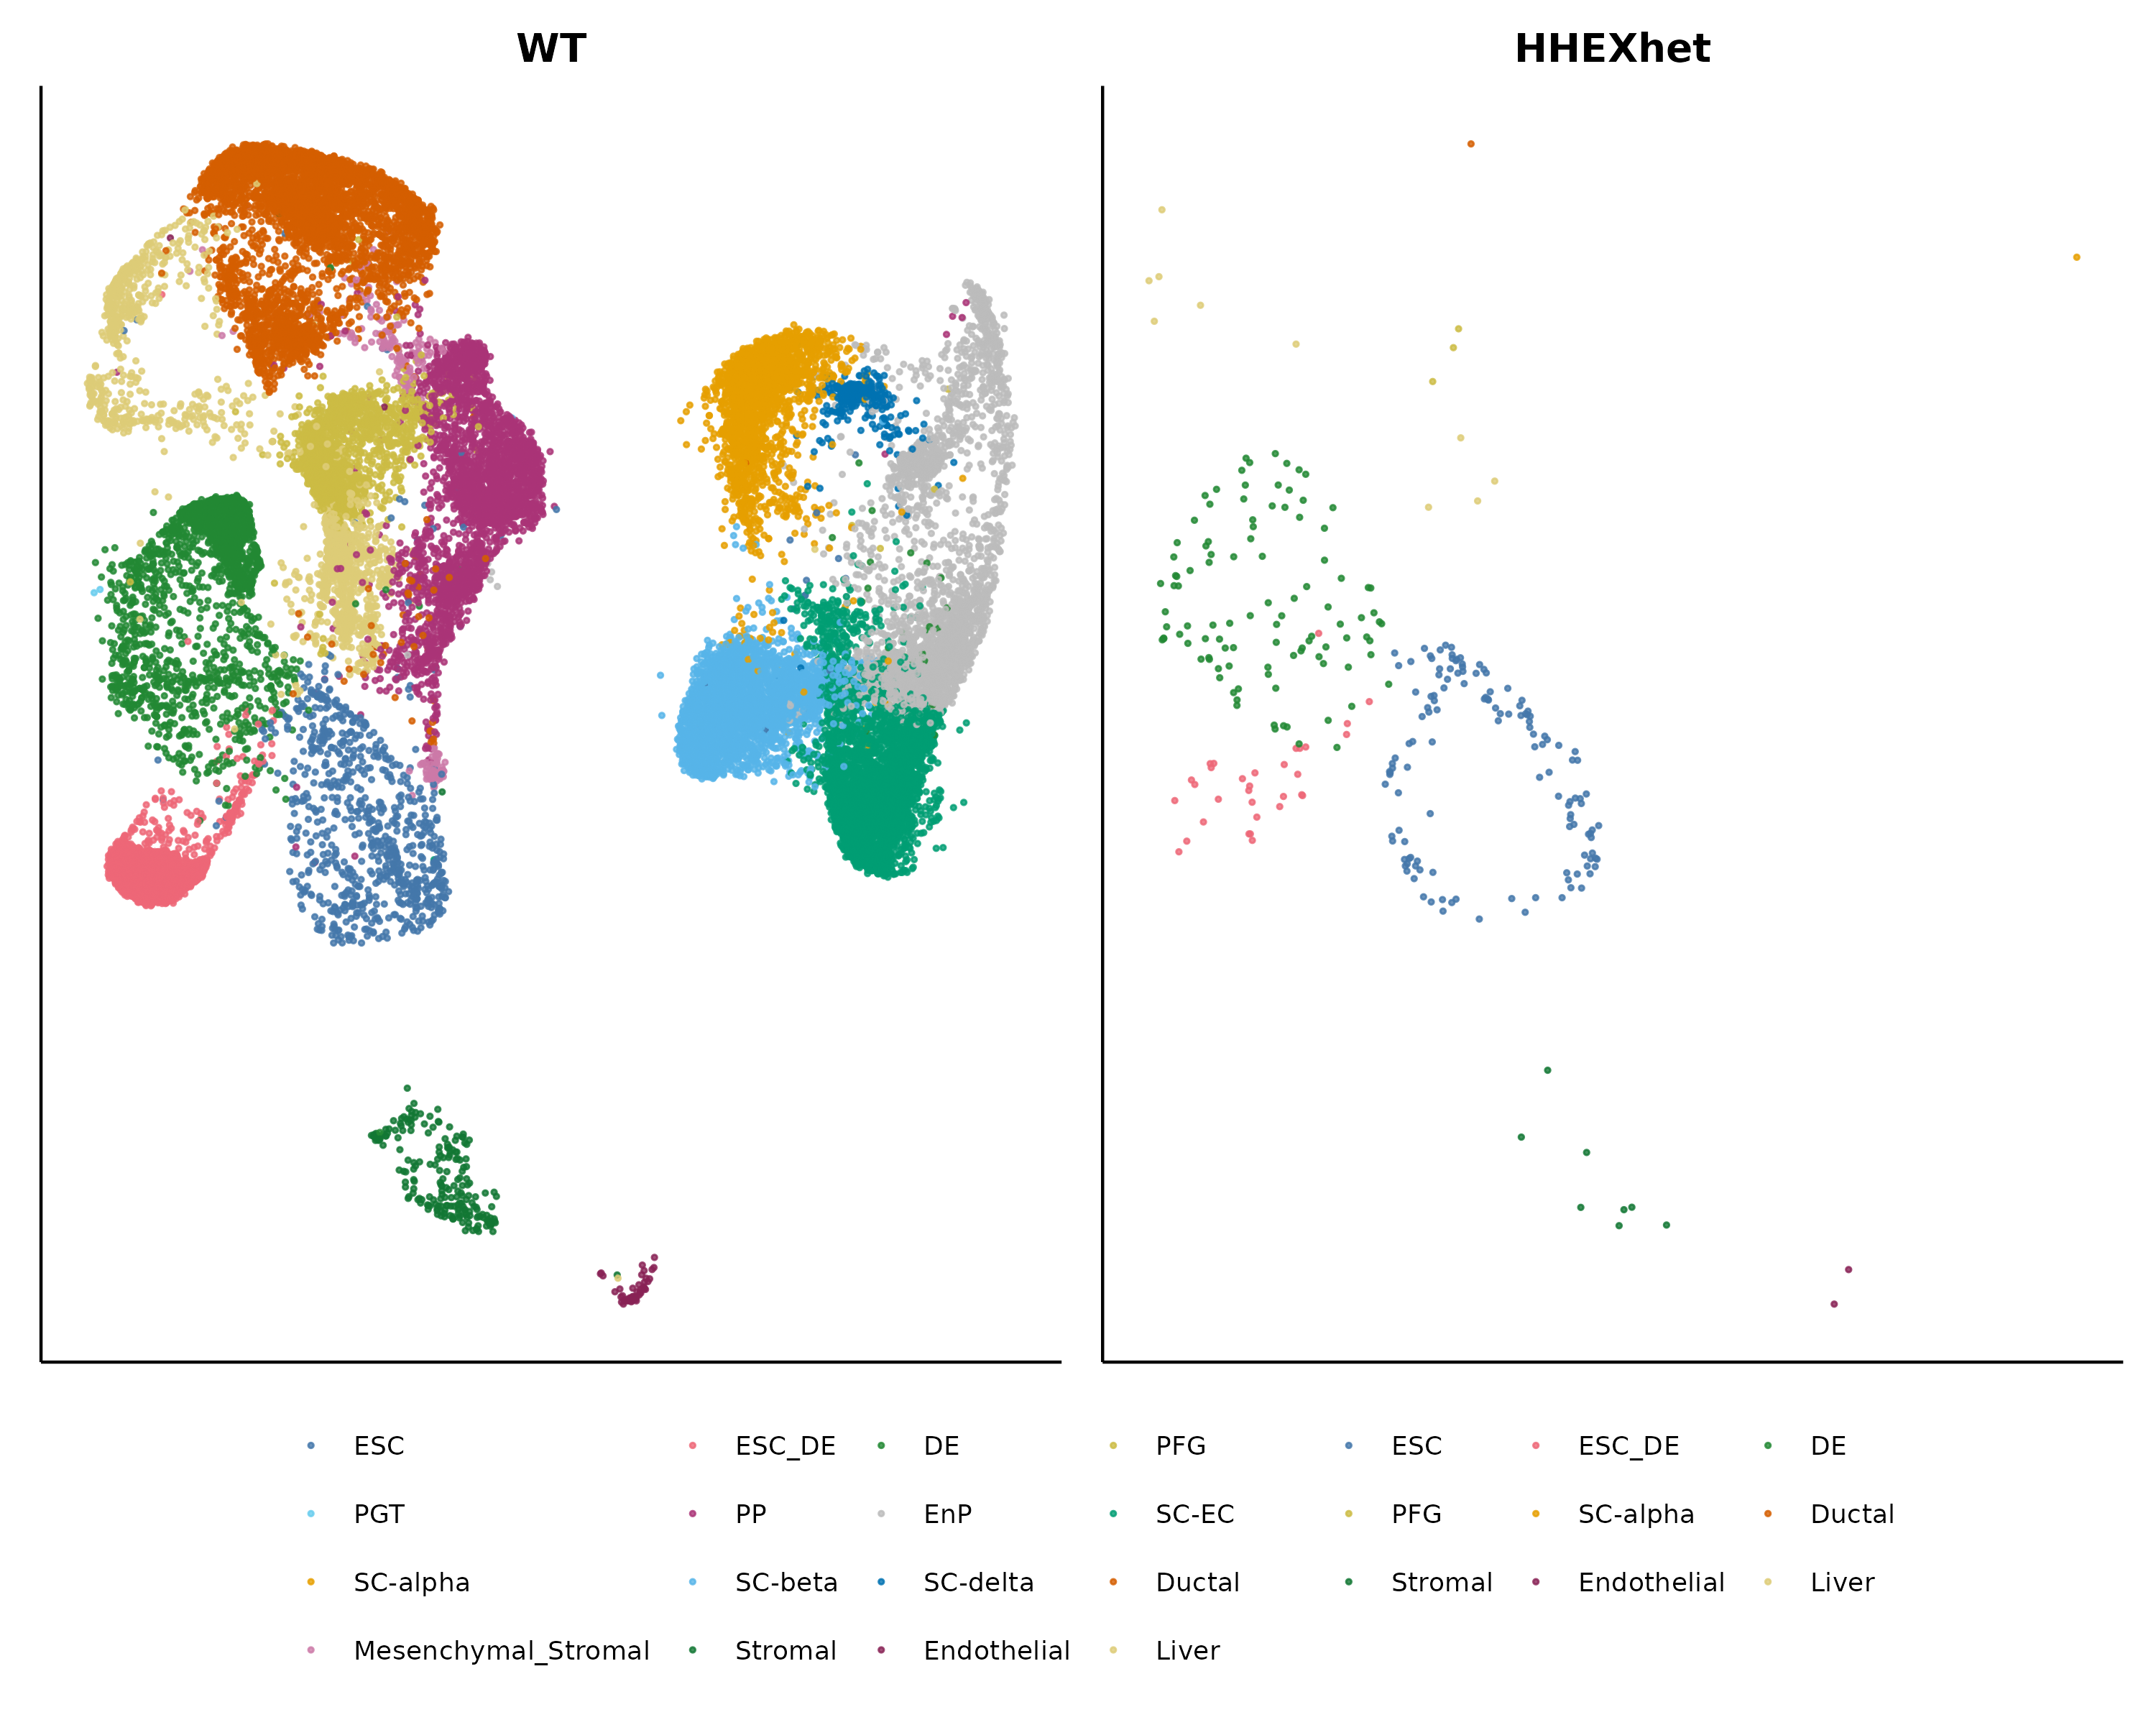 WT
HHEXhet
ESC ESC_DE DE PFG ESC ESC_DE DE
PGT PP EnP SC-EC PFG SC-alpha Ductal
SC-alpha SC-beta SC-delta Ductal Stromal Endothelial Liver
Mesenchymal_Stromal Stromal Endothelial Liver